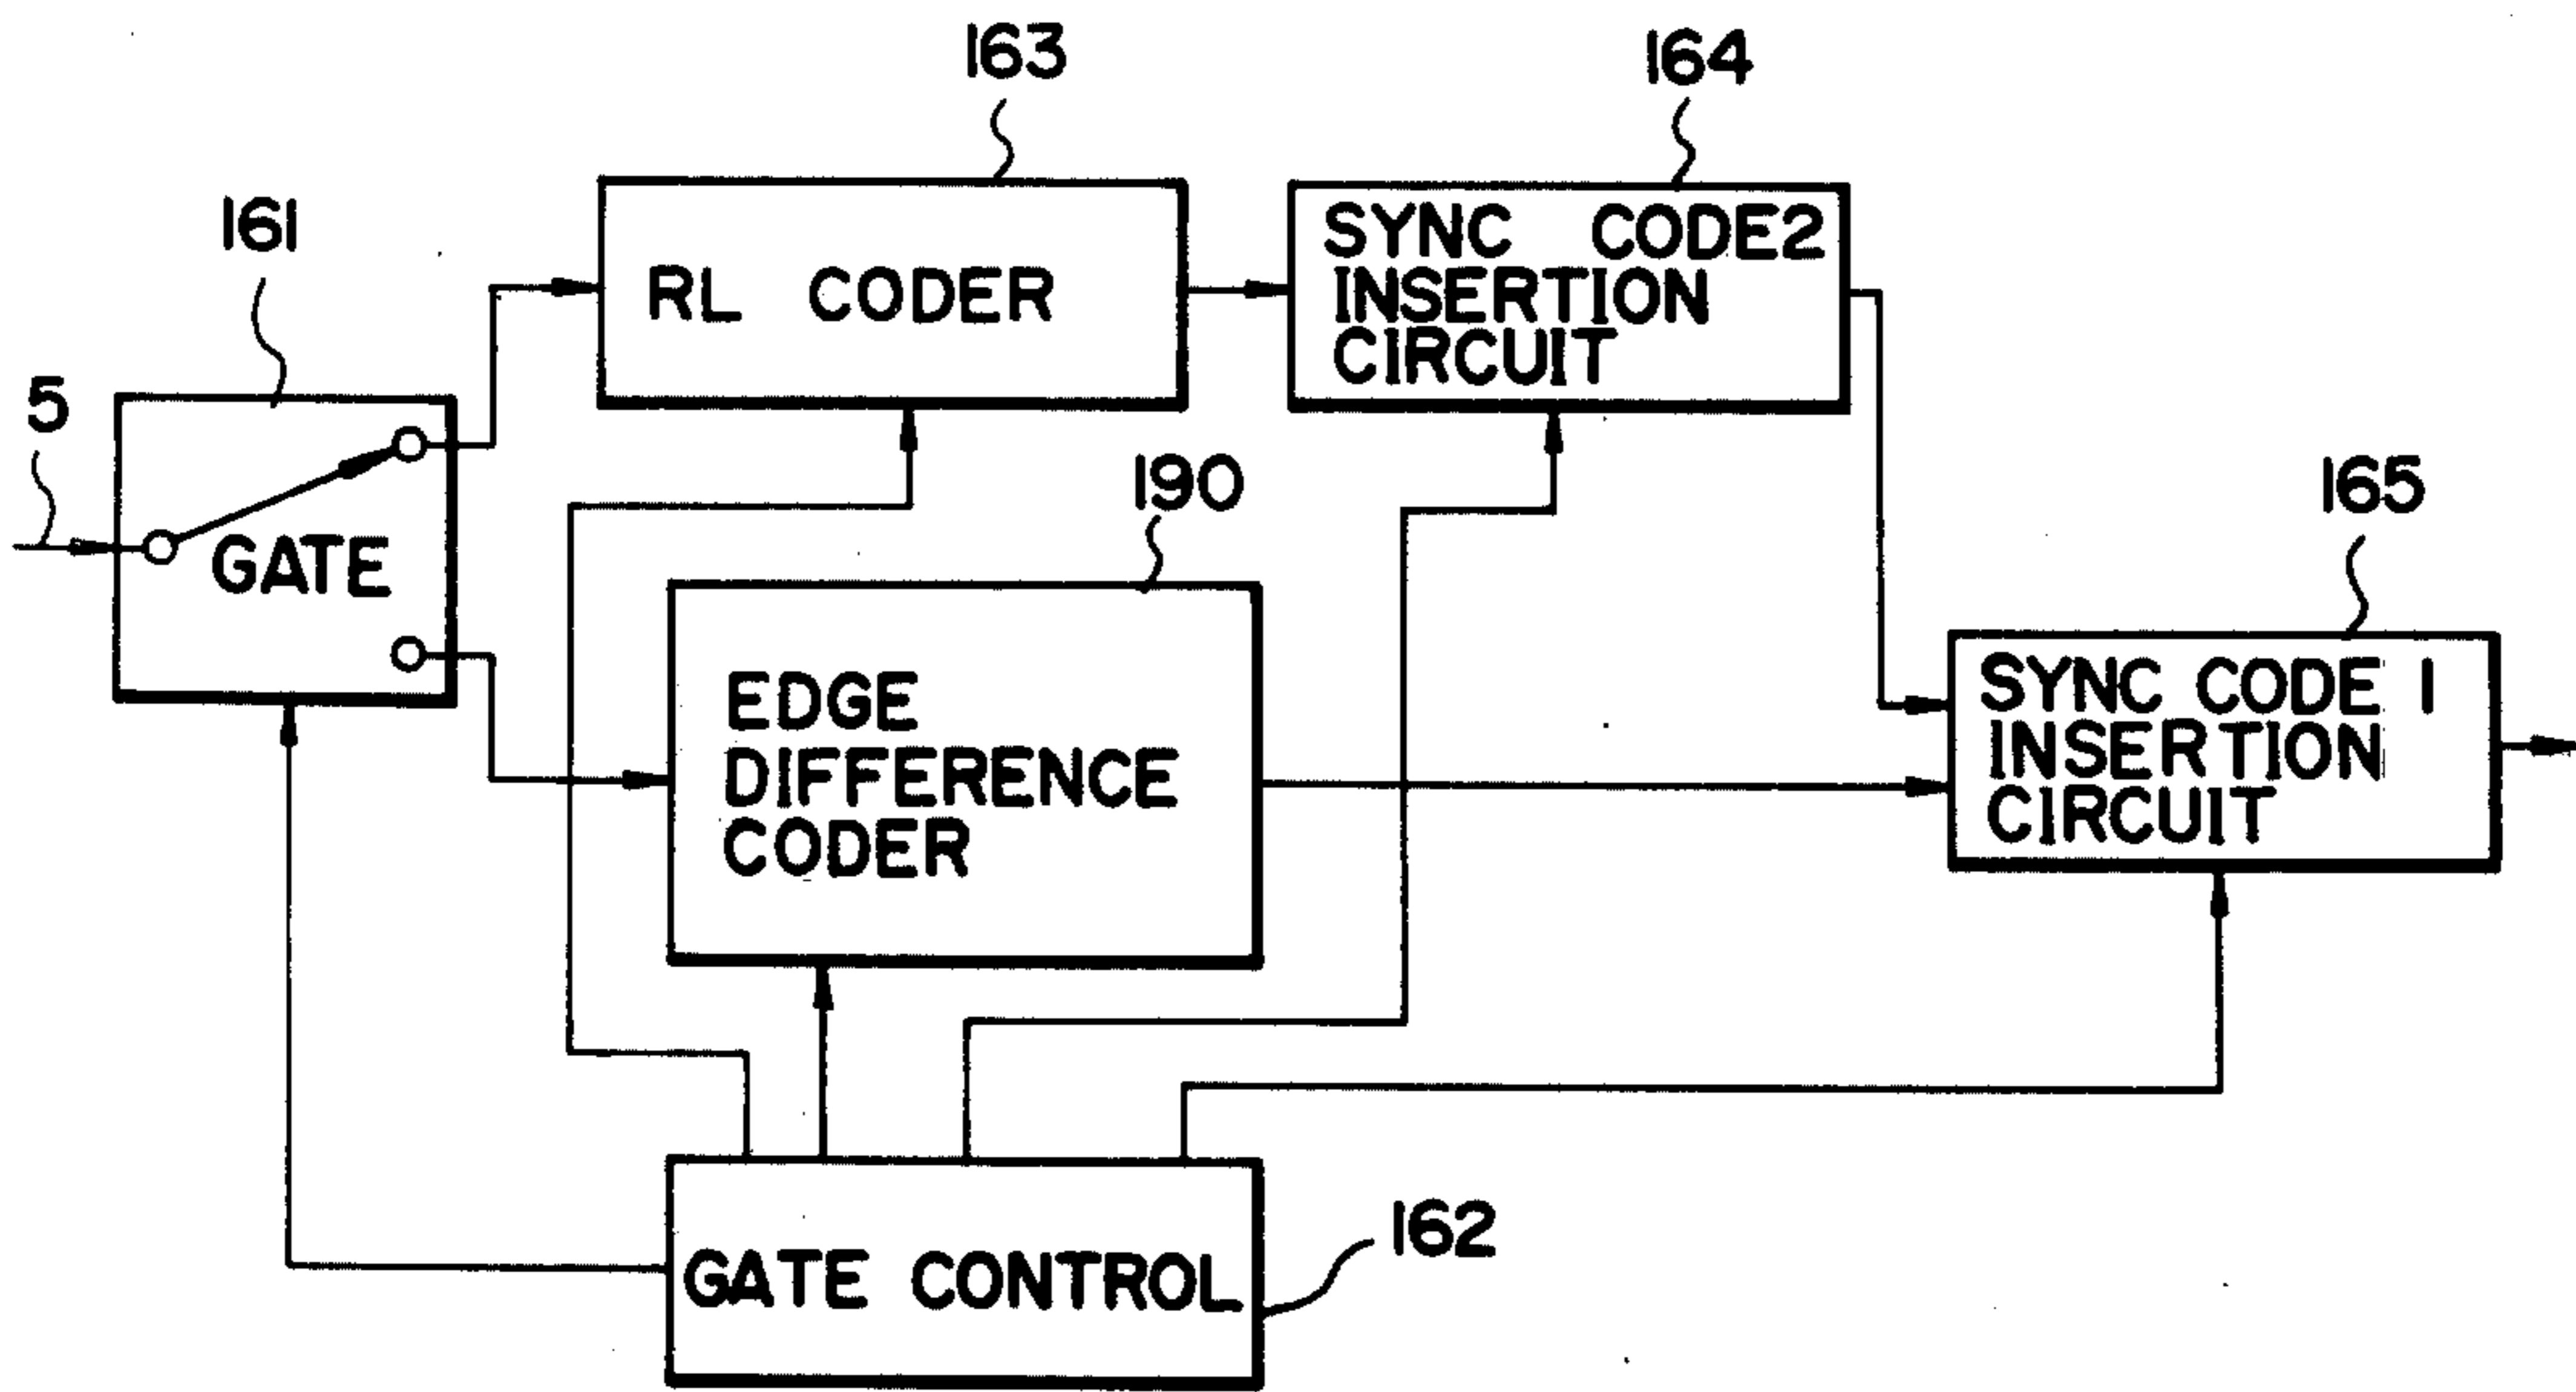 163
164
161
SYNC CODE2
INSERTION
CIRCUIT
RL CODER
5
GATE
190
165
EDGE
DIFFERENCE
CODER
SYNC CODE 1
INSERTION
CIRCUIT
GATE CONTROL
162